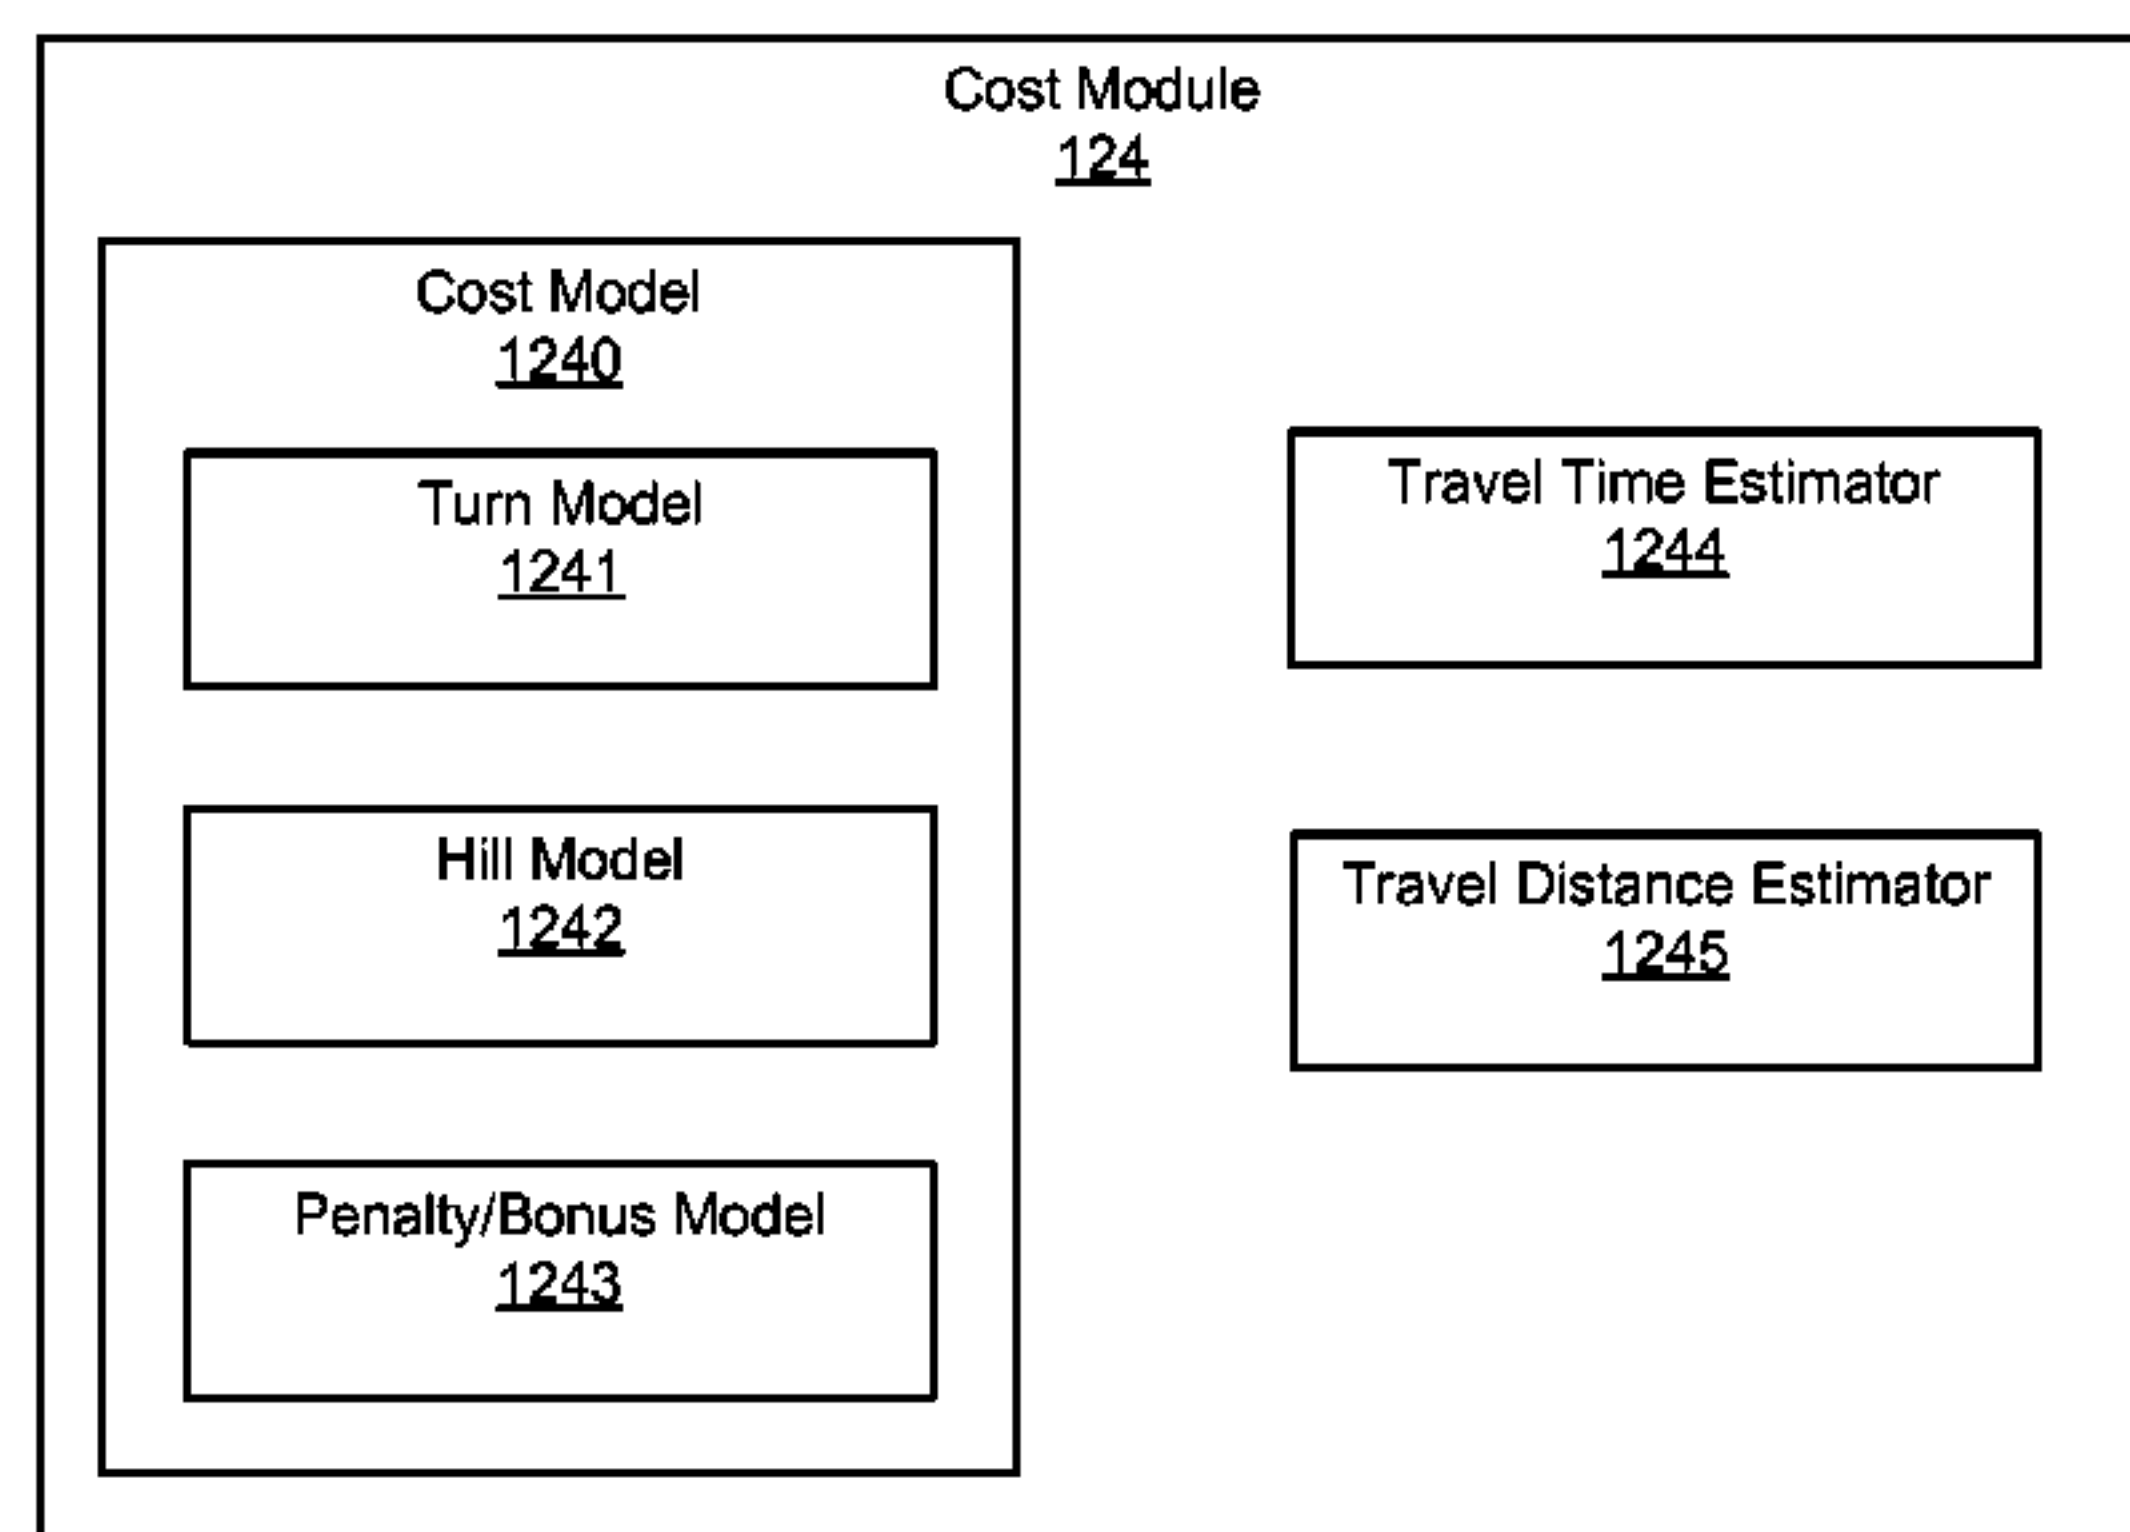 Cost Module
124
Cost Model
1240
Turn Model
1241
Hill Model
1242
Penalty/Bonus Model
1243
Travel Time Estimator
1244
Travel Distance Estimator
1245